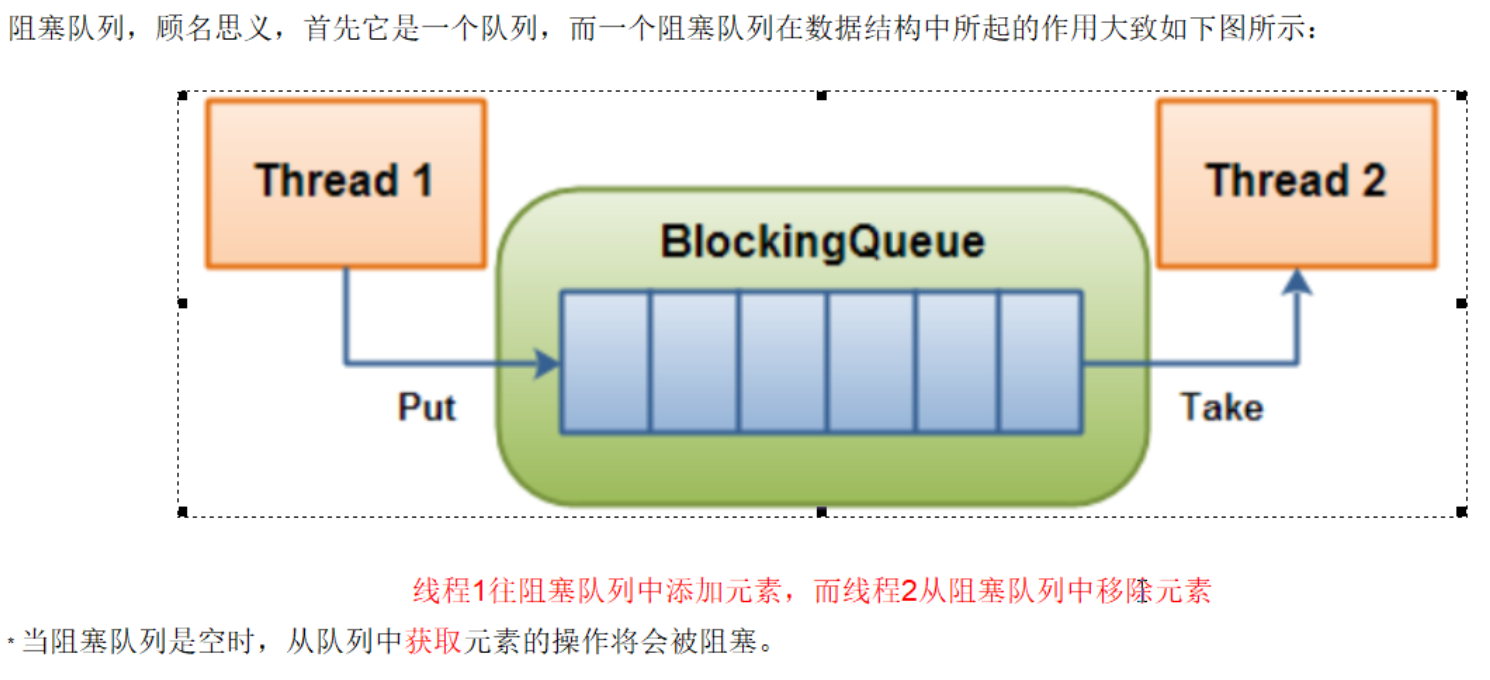 阻塞队列，顾名思义，首先它是一个队列，而一个阻塞队列在数据结构中所起的作用大致如下图所示：
Thread 1
Thread 2
BlockingQueue
Put
Take
线程1往阻塞队列中添加元素，而线程2从阻塞队列中移除元素
* 当阻塞队列是空时，从队列中获取元素的操作将会被阻塞。